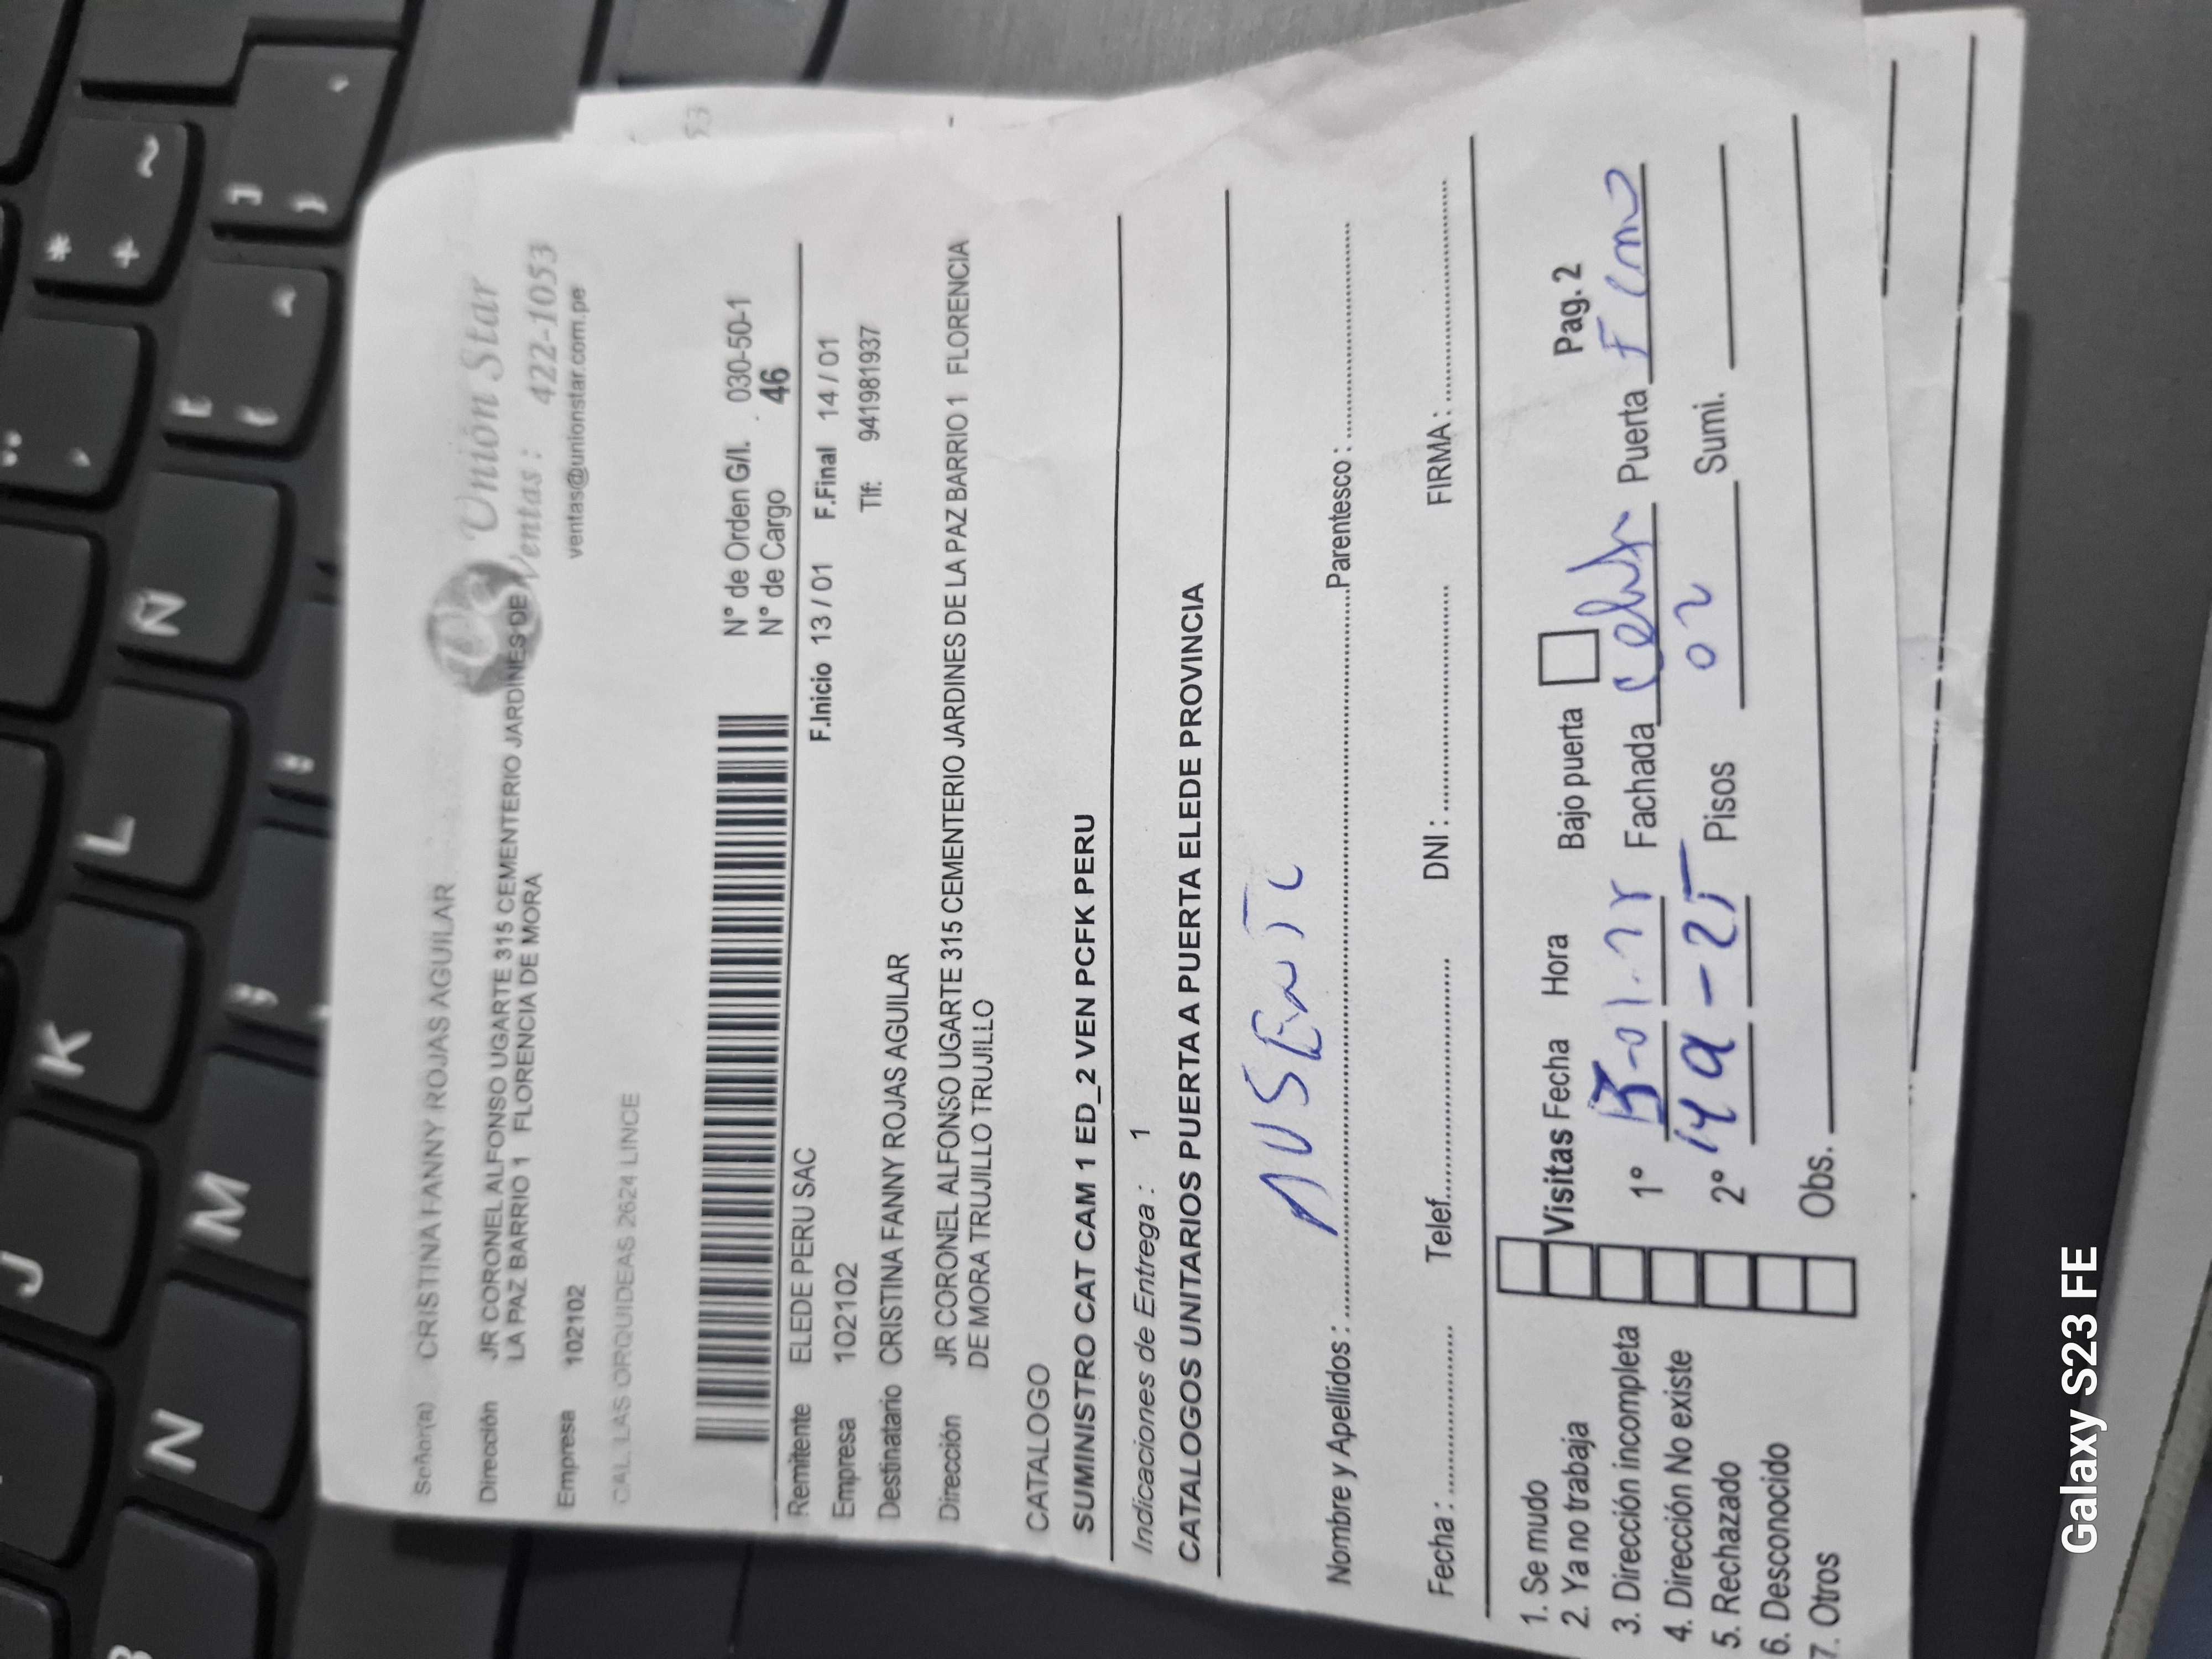 Señor(a) CRISTINA FANNY ROJAS AGUILAR
Unión Star
Dirección JR CORONEL ALFONSO UGARTE 315 CEMENTERIO JARDINES DE
LA PAZ BARRIO 1 FLORENCIA DE MORA
Ventas : 422-1053
ventas@unionstar.com.pe
Empresa 102102
CAL. LAS ORQUIDEAS 2624 LINCE
N° de Orden G/I. 030-50-1
N° de Cargo 46
Remitente ELEDE PERU SAC
F.Inicio 13 / 01 F.Final 14 / 01
Empresa 102102
Tlf: 941981937
Destinatario CRISTINA FANNY ROJAS AGUILAR
Dirección JR CORONEL ALFONSO UGARTE 315 CEMENTERIO JARDINES DE LA PAZ BARRIO 1 FLORENCIA
DE MORA TRUJILLO TRUJILLO
CATALOGO
SUMINISTRO CAT CAM 1 ED_2 VEN PCFK PERU
Indicaciones de Entrega : 1
CATALOGOS UNITARIOS PUERTA A PUERTA ELEDE PROVINCIA
AUSENTE
Nombre y Apellidos : Parentesco :
Fecha : Telef. DNI : FIRMA :
1. Se mudo
2. Ya no trabaja
3. Dirección incompleta
4. Dirección No existe
5. Rechazado
6. Desconocido
7. Otros
Visitas Fecha Hora Bajo puerta Pag. 2
1° Fachada Puerta
2° Pisos 02 Sumi.
Obs.
53
Galaxy S23 FE
J
K
L
Ñ
N
M